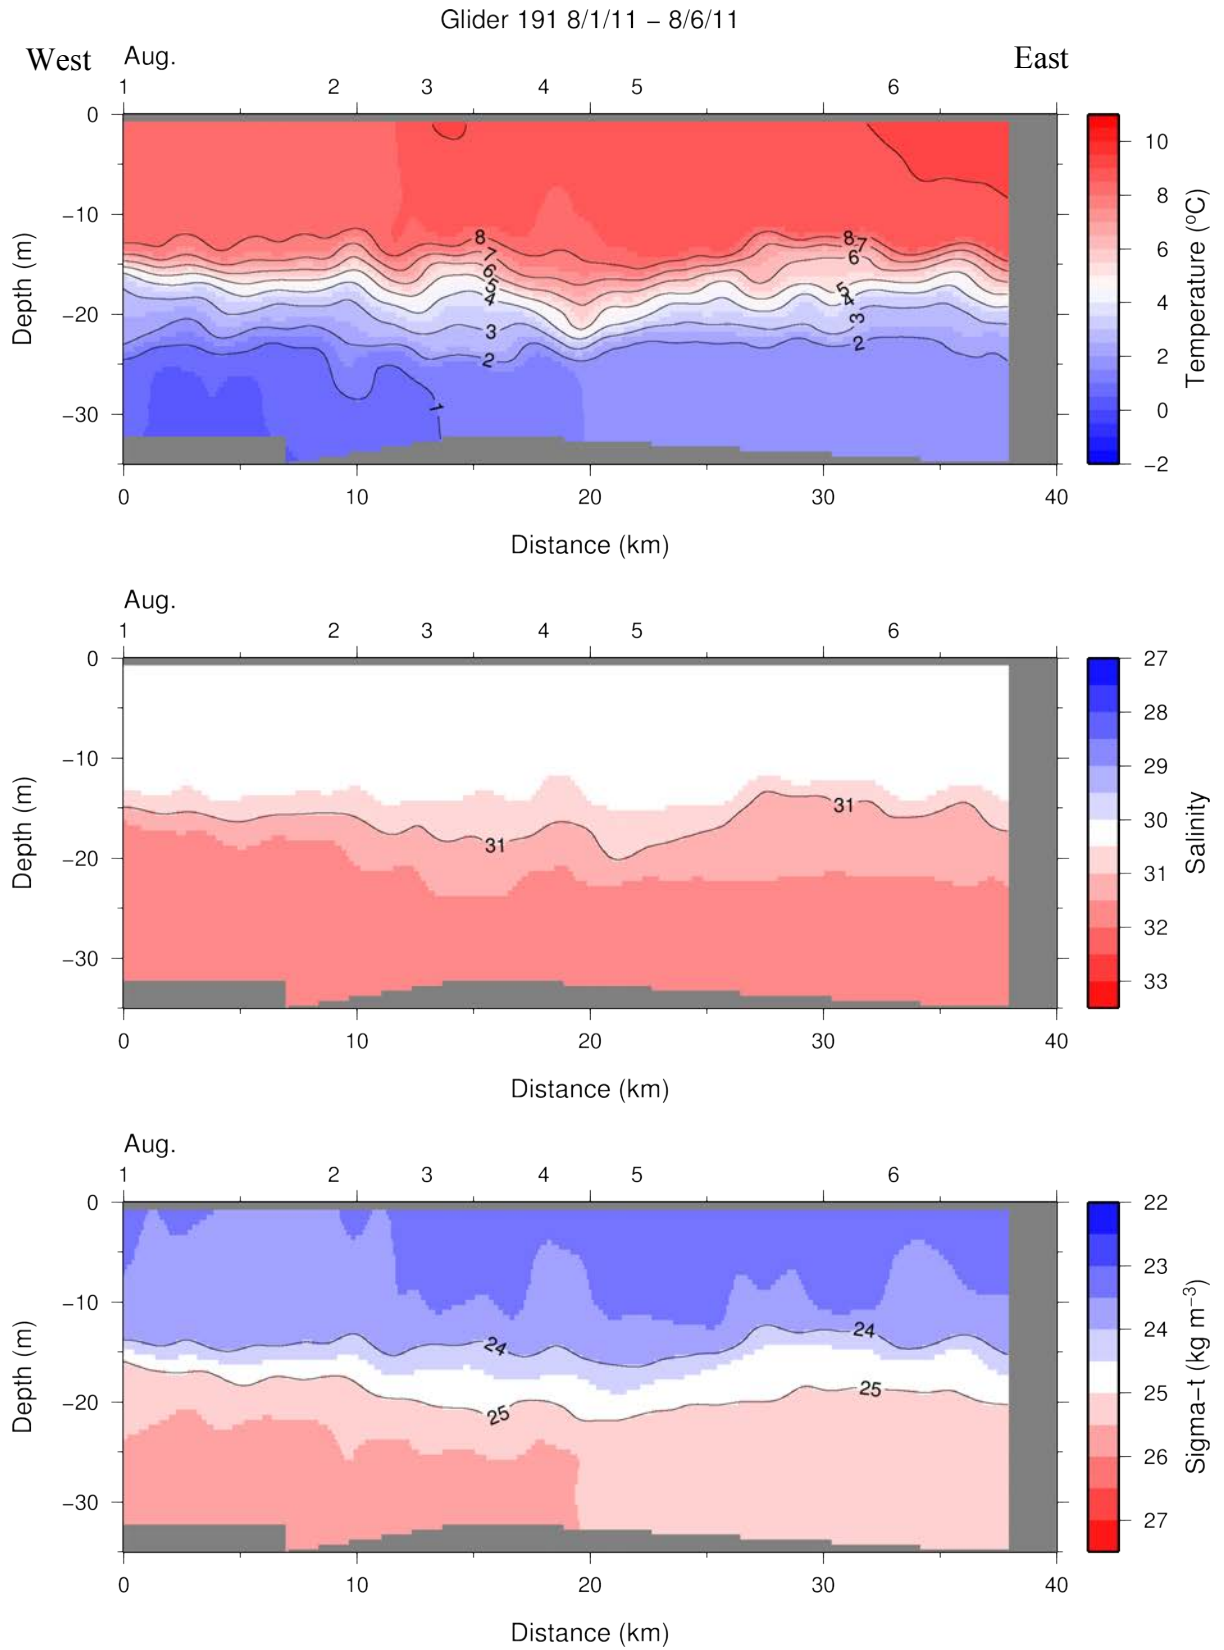 Glider 191 8/1/11 – 8/6/11
West Aug. East
1 2 3 4 5 6
0
−10
−20
−30
Depth (m)
8 7 6 5 4 3 2 1
8 7 6 5 4 3 2
0 10 20 30 40
Distance (km)
10
8
6
4
2
0
−2
Temperature (°C)
Aug.
1 2 3 4 5 6
0
−10
−20
−30
Depth (m)
31 31
0 10 20 30 40
Distance (km)
27
28
29
30
31
32
33
Salinity
Aug.
1 2 3 4 5 6
0
−10
−20
−30
Depth (m)
24 24
25 25
0 10 20 30 40
Distance (km)
22
23
24
25
26
27
Sigma−t (kg m⁻³)